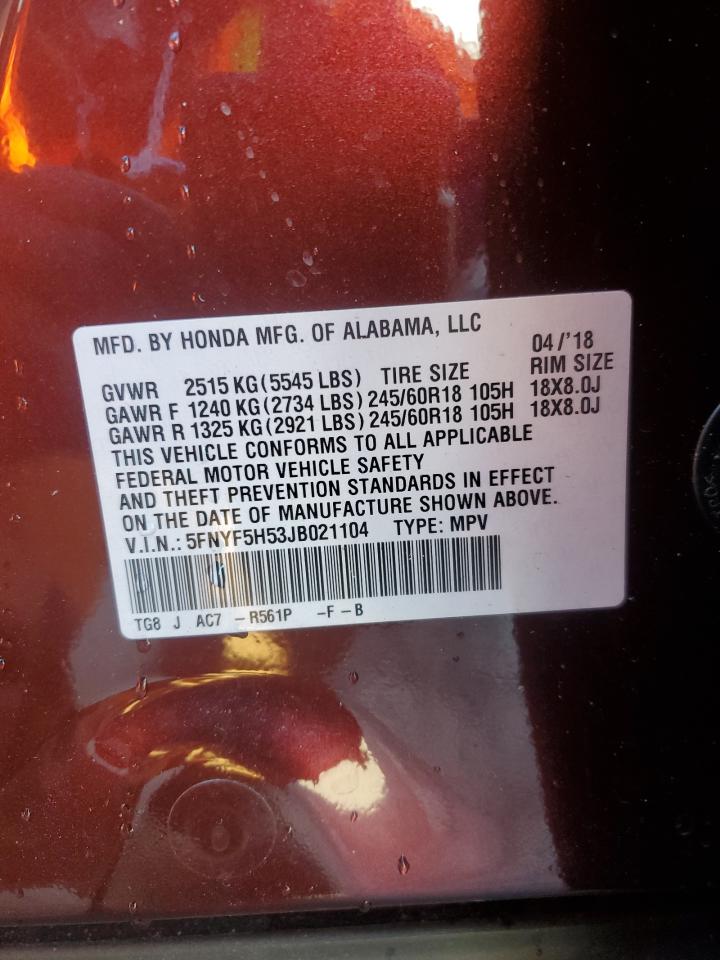 MFD. BY HONDA MFG. OF ALABAMA, LLC 04/'18
GVWR 2515 KG(5545 LBS) TIRE SIZE RIM SIZE
GAWR F 1240 KG(2734 LBS) 245/60R18 105H 18X8.0J
GAWR R 1325 KG(2921 LBS) 245/60R18 105H 18X8.0J
THIS VEHICLE CONFORMS TO ALL APPLICABLE
FEDERAL MOTOR VEHICLE SAFETY
AND THEFT PREVENTION STANDARDS IN EFFECT
ON THE DATE OF MANUFACTURE SHOWN ABOVE.
V.I.N.: 5FNYF5H53JB021104 TYPE: MPV
TG8 J AC7 -R561P -F-B